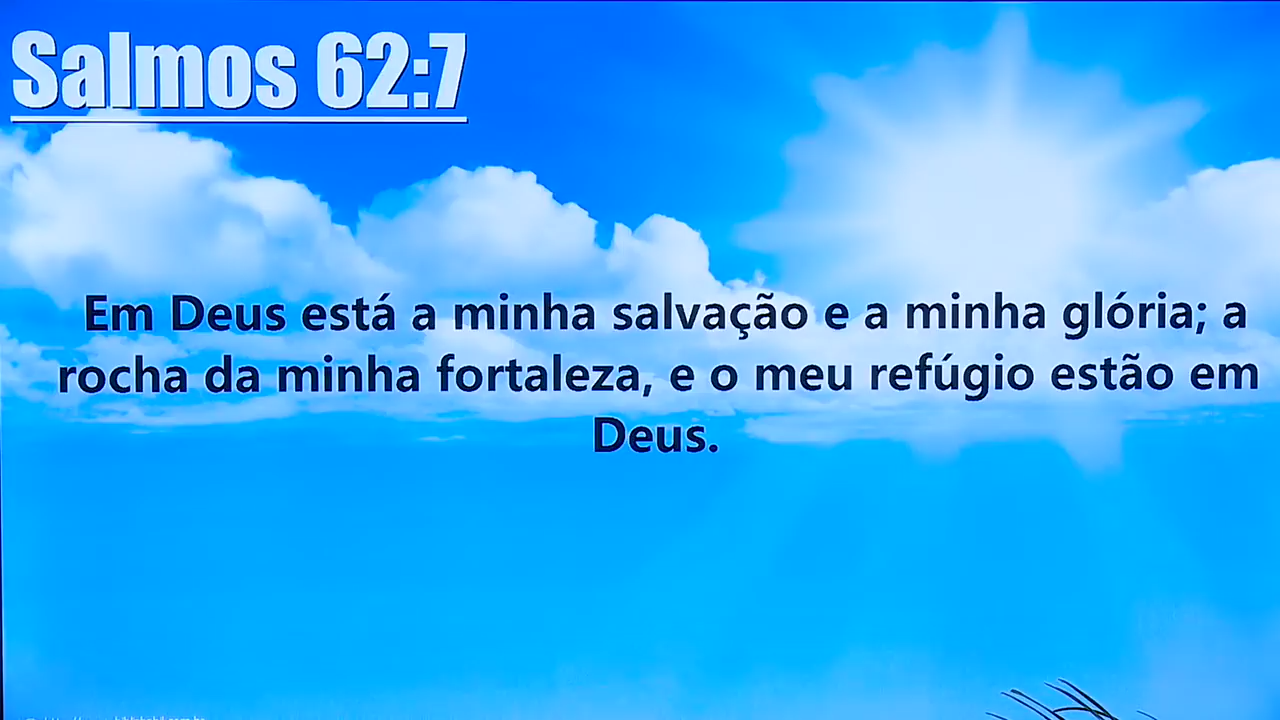 Salmos 62:7
Em Deus está a minha salvação e a minha glória; a
rocha da minha fortaleza, e o meu refúgio estão em
Deus.